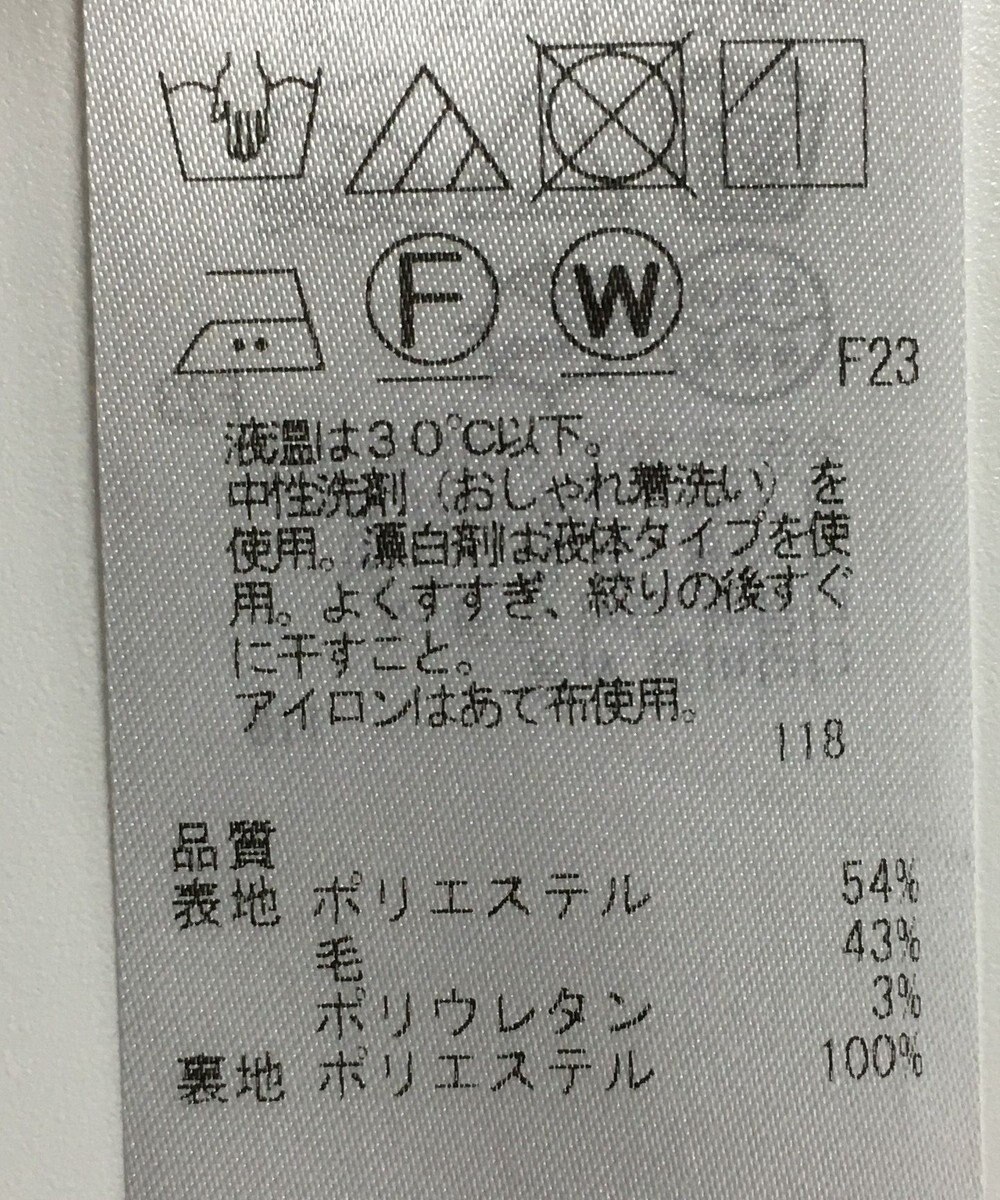 F W
F23
液温は30℃以下。
中性洗剤（おしゃれ着洗い）を
使用。漂白剤は液体タイプを使
用。よくすすぎ、絞りの後すぐ
に干すこと。
アイロンはあて布使用。
118
品質
表地 ポリエステル 54%
毛 43%
ポリウレタン 3%
裏地 ポリエステル 100%